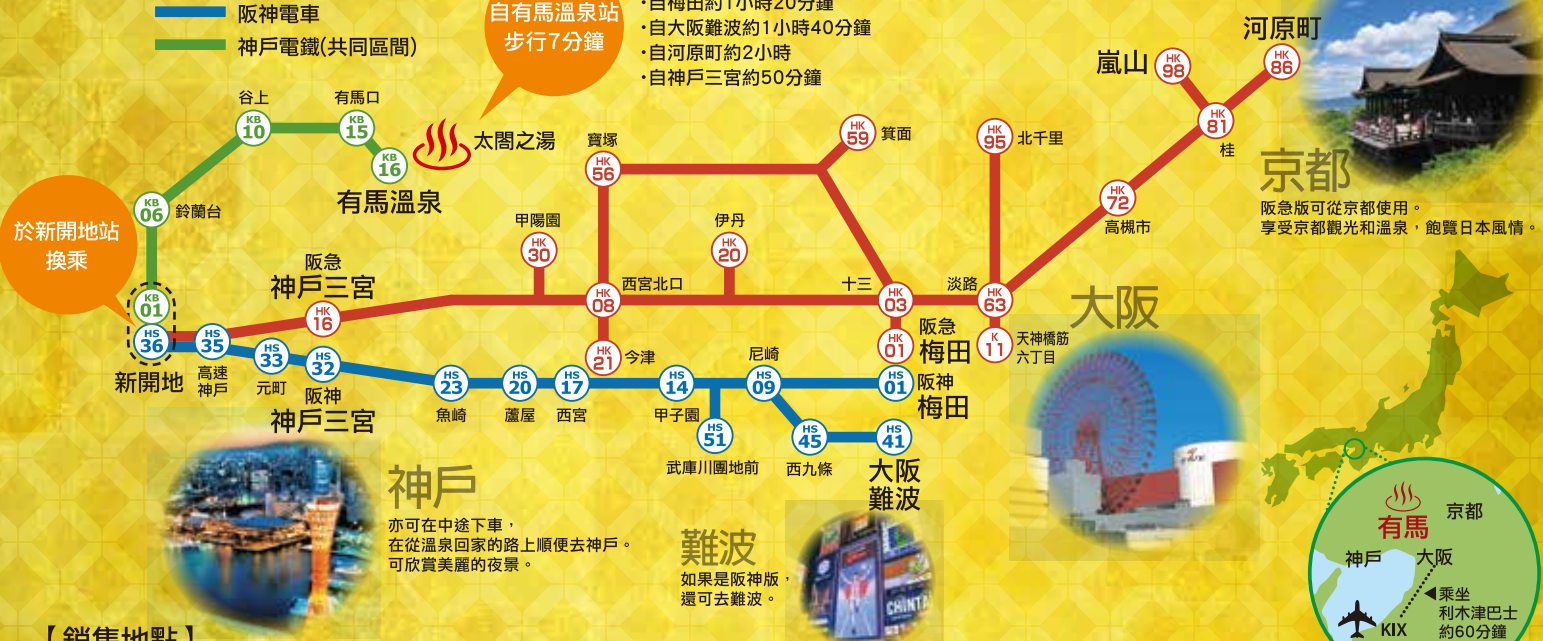 阪神電車
神戶電鐵(共同區間)
自有馬溫泉站
步行7分鐘
・自梅田約1小時20分鐘
・自大阪難波約1小時40分鐘
・自河原町約2小時
・自神戶三宮約50分鐘
河原町
HK
86
嵐山
HK
98
HK
81
桂
京都
阪急版可從京都使用。
享受京都觀光和溫泉，飽覽日本風情。
谷上
KB
10
有馬口
KB
15
KB
16
有馬溫泉
太閤之湯
KB
06
鈴蘭台
於新開地站
換乘
KB
01
HS
36
新開地
寶塚
HK
56
HK
59
箕面
HK
95
北千里
HK
72
高槻市
甲陽園
HK
30
伊丹
HK
20
阪急
神戶三宮
HK
16
西宮北口
HK
08
十三
HK
03
淡路
HK
63
HK
21
今津
HK
01
阪急
梅田
K
11
天神橋筋
六丁目
大阪
HS
35
高速
神戶
HS
33
元町
HS
32
阪神
神戶三宮
HS
23
魚崎
HS
20
蘆屋
HS
17
西宮
HS
14
甲子園
尼崎
HS
09
HS
01
阪神
梅田
HS
51
武庫川團地前
HS
45
西九條
HS
41
大阪
難波
神戶
亦可在中途下車，
在從溫泉回家的路上順便去神戶。
可欣賞美麗的夜景。
難波
如果是阪神版，
還可去難波。
CHINTA
有馬
京都
神戶
大阪
◀乘坐
利木津巴士
約60分鐘
KIX
【銷售地點】